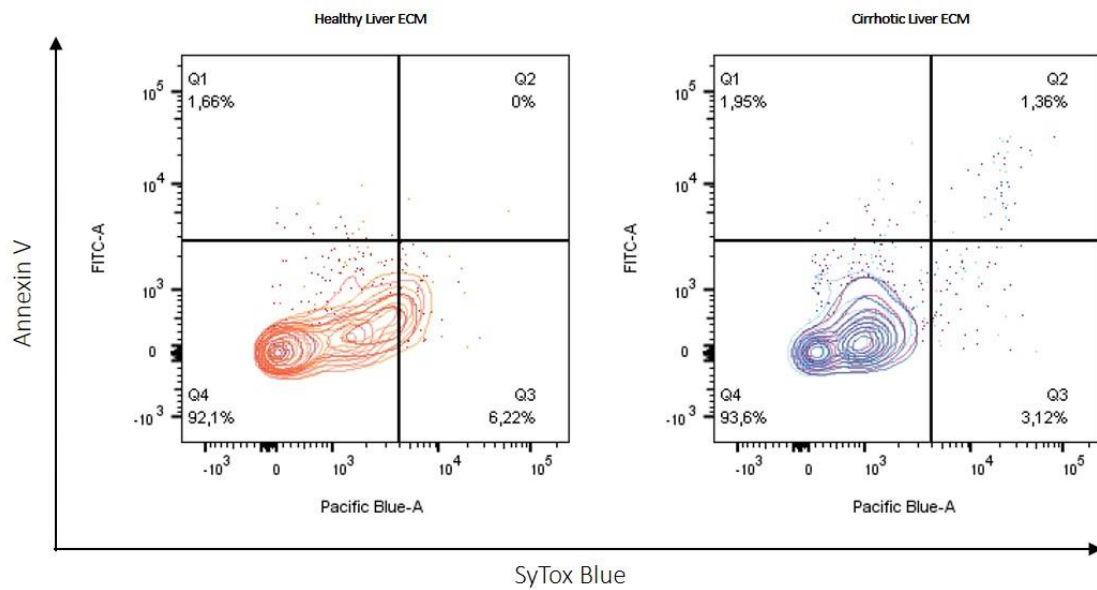 Healthy Liver ECM
Cirrhotic Liver ECM
Annexin V
FITC-A
10^5
10^4
10^3
0
-10^3
Q1
1,66%
Q2
0%
Q4
92,1%
Q3
6,22%
-10^3
0
10^3
10^4
10^5
Pacific Blue-A
FITC-A
10^5
10^4
10^3
0
-10^3
Q1
1,95%
Q2
1,36%
Q4
93,6%
Q3
3,12%
-10^3
0
10^3
10^4
10^5
Pacific Blue-A
SyTox Blue